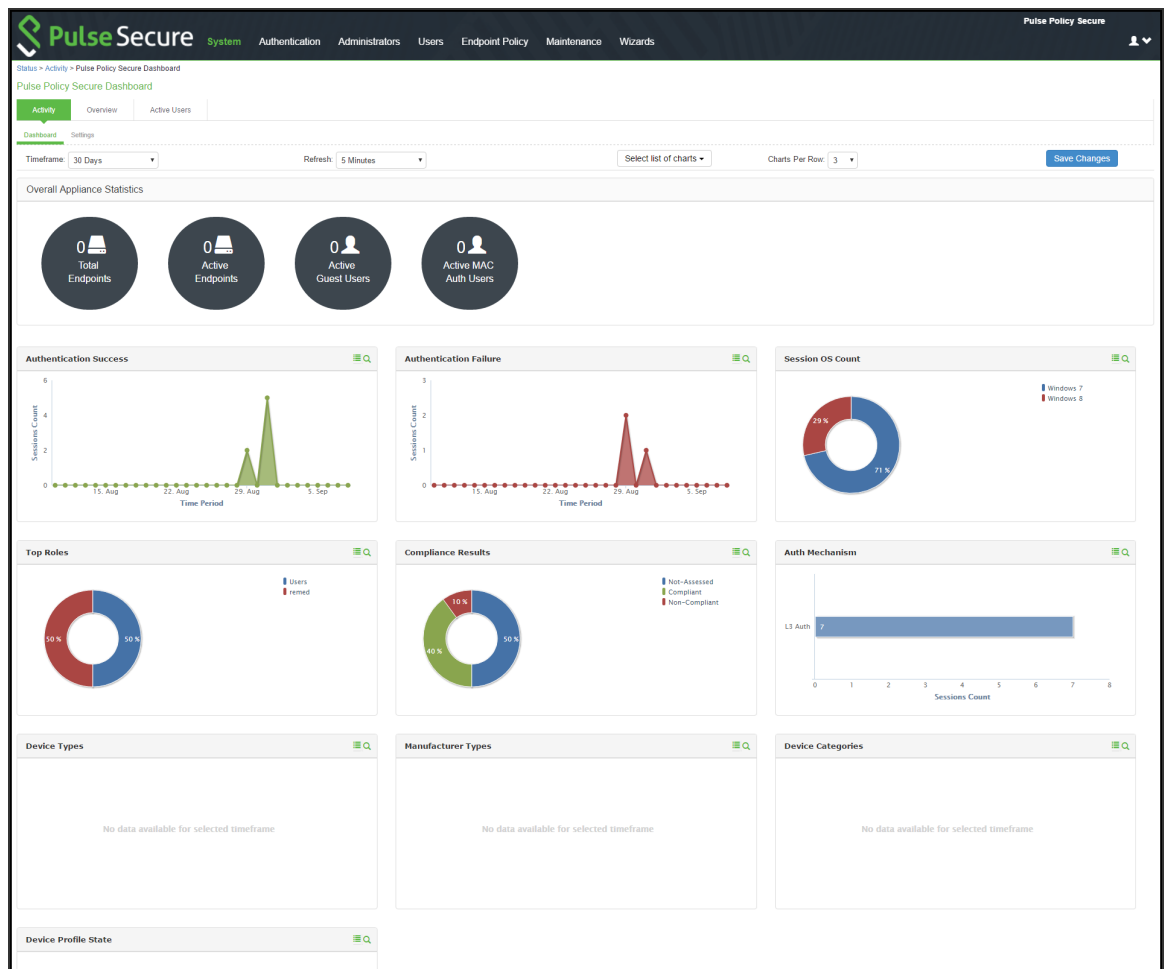 Pulse Policy Secure
Pulse Secure System Authentication Administrators Users Endpoint Policy Maintenance Wizards
Status > Activity > Pulse Policy Secure Dashboard
Pulse Policy Secure Dashboard
Activity Overview Active Users
Dashboard Settings
Timeframe: 30 Days Refresh: 5 Minutes Select list of charts Charts Per Row: 3 Save Changes
Overall Appliance Statistics
0 0 0 0
Total Active Active Active MAC
Endpoints Endpoints Guest Users Auth Users
Authentication Success
6
4
2
0
Sessions Count
15. Aug 22. Aug 29. Aug 5. Sep
Time Period
Authentication Failure
3
2
1
0
Sessions Count
15. Aug 22. Aug 29. Aug 5. Sep
Time Period
Session OS Count
Windows 7
Windows 8
29 %
71 %
Top Roles
Users
remed
50 % 50 %
Compliance Results
Not-Assessed
Compliant
Non-Compliant
10 %
50 %
40 %
Auth Mechanism
L3 Auth 7
0 1 2 3 4 5 6 7 8
Sessions Count
Device Types
No data available for selected timeframe
Manufacturer Types
No data available for selected timeframe
Device Categories
No data available for selected timeframe
Device Profile State